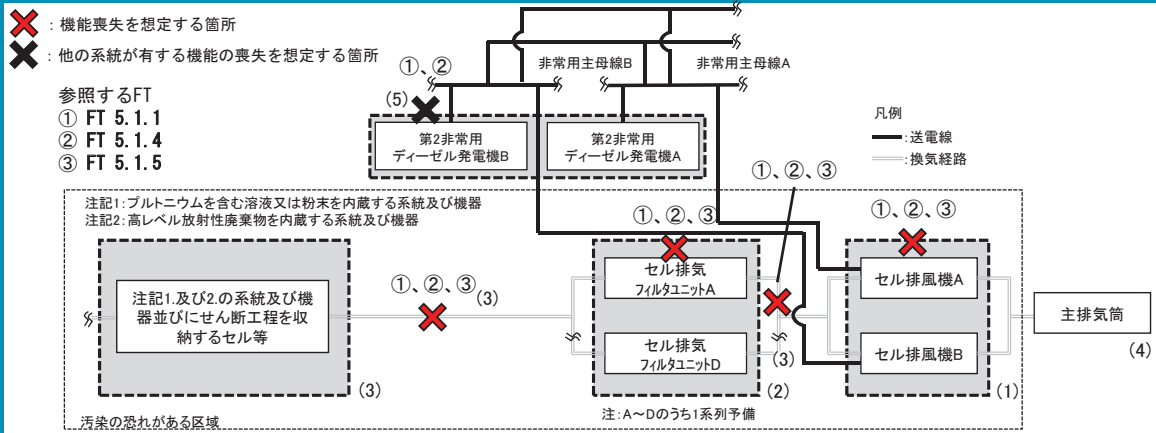 ：機能喪失を想定する箇所
：他の系統が有する機能の喪失を想定する箇所
参照するFT
① FT 5.1.1
② FT 5.1.4
③ FT 5.1.5
①、②
(5)
非常用主母線B
非常用主母線A
第2非常用
ディーゼル発電機B
第2非常用
ディーゼル発電機A
凡例
:送電線
:換気経路
注記1:プルトニウムを含む溶液又は粉末を内蔵する系統及び機器
注記2:高レベル放射性廃棄物を内蔵する系統及び機器
①、②、③
①、②、③
①、②、③
注記1.及び2.の系統及び機
器並びにせん断工程を収
納するセル等
(3)
①、②、③
(3)
セル排気
フィルタユニットA
セル排気
フィルタユニットD
(2)
(3)
セル排風機A
セル排風機B
(1)
主排気筒
(4)
注:A～Dのうち1系列予備
汚染の恐れがある区域